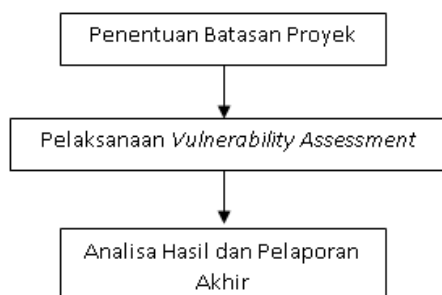 Penentuan Batasan Proyek
Pelaksanaan Vulnerability Assessment
Analisa Hasil dan Pelaporan
Akhir